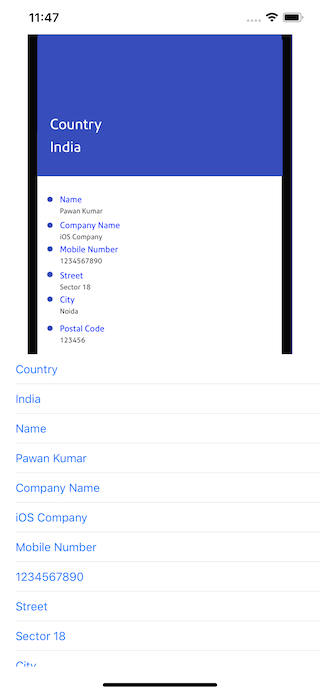 11:47
Country
India
Name
Pawan Kumar
Company Name
iOS Company
Mobile Number
1234567890
Street
Sector 18
City
Noida
Postal Code
123456
Country
India
Name
Pawan Kumar
Company Name
iOS Company
Mobile Number
1234567890
Street
Sector 18
City